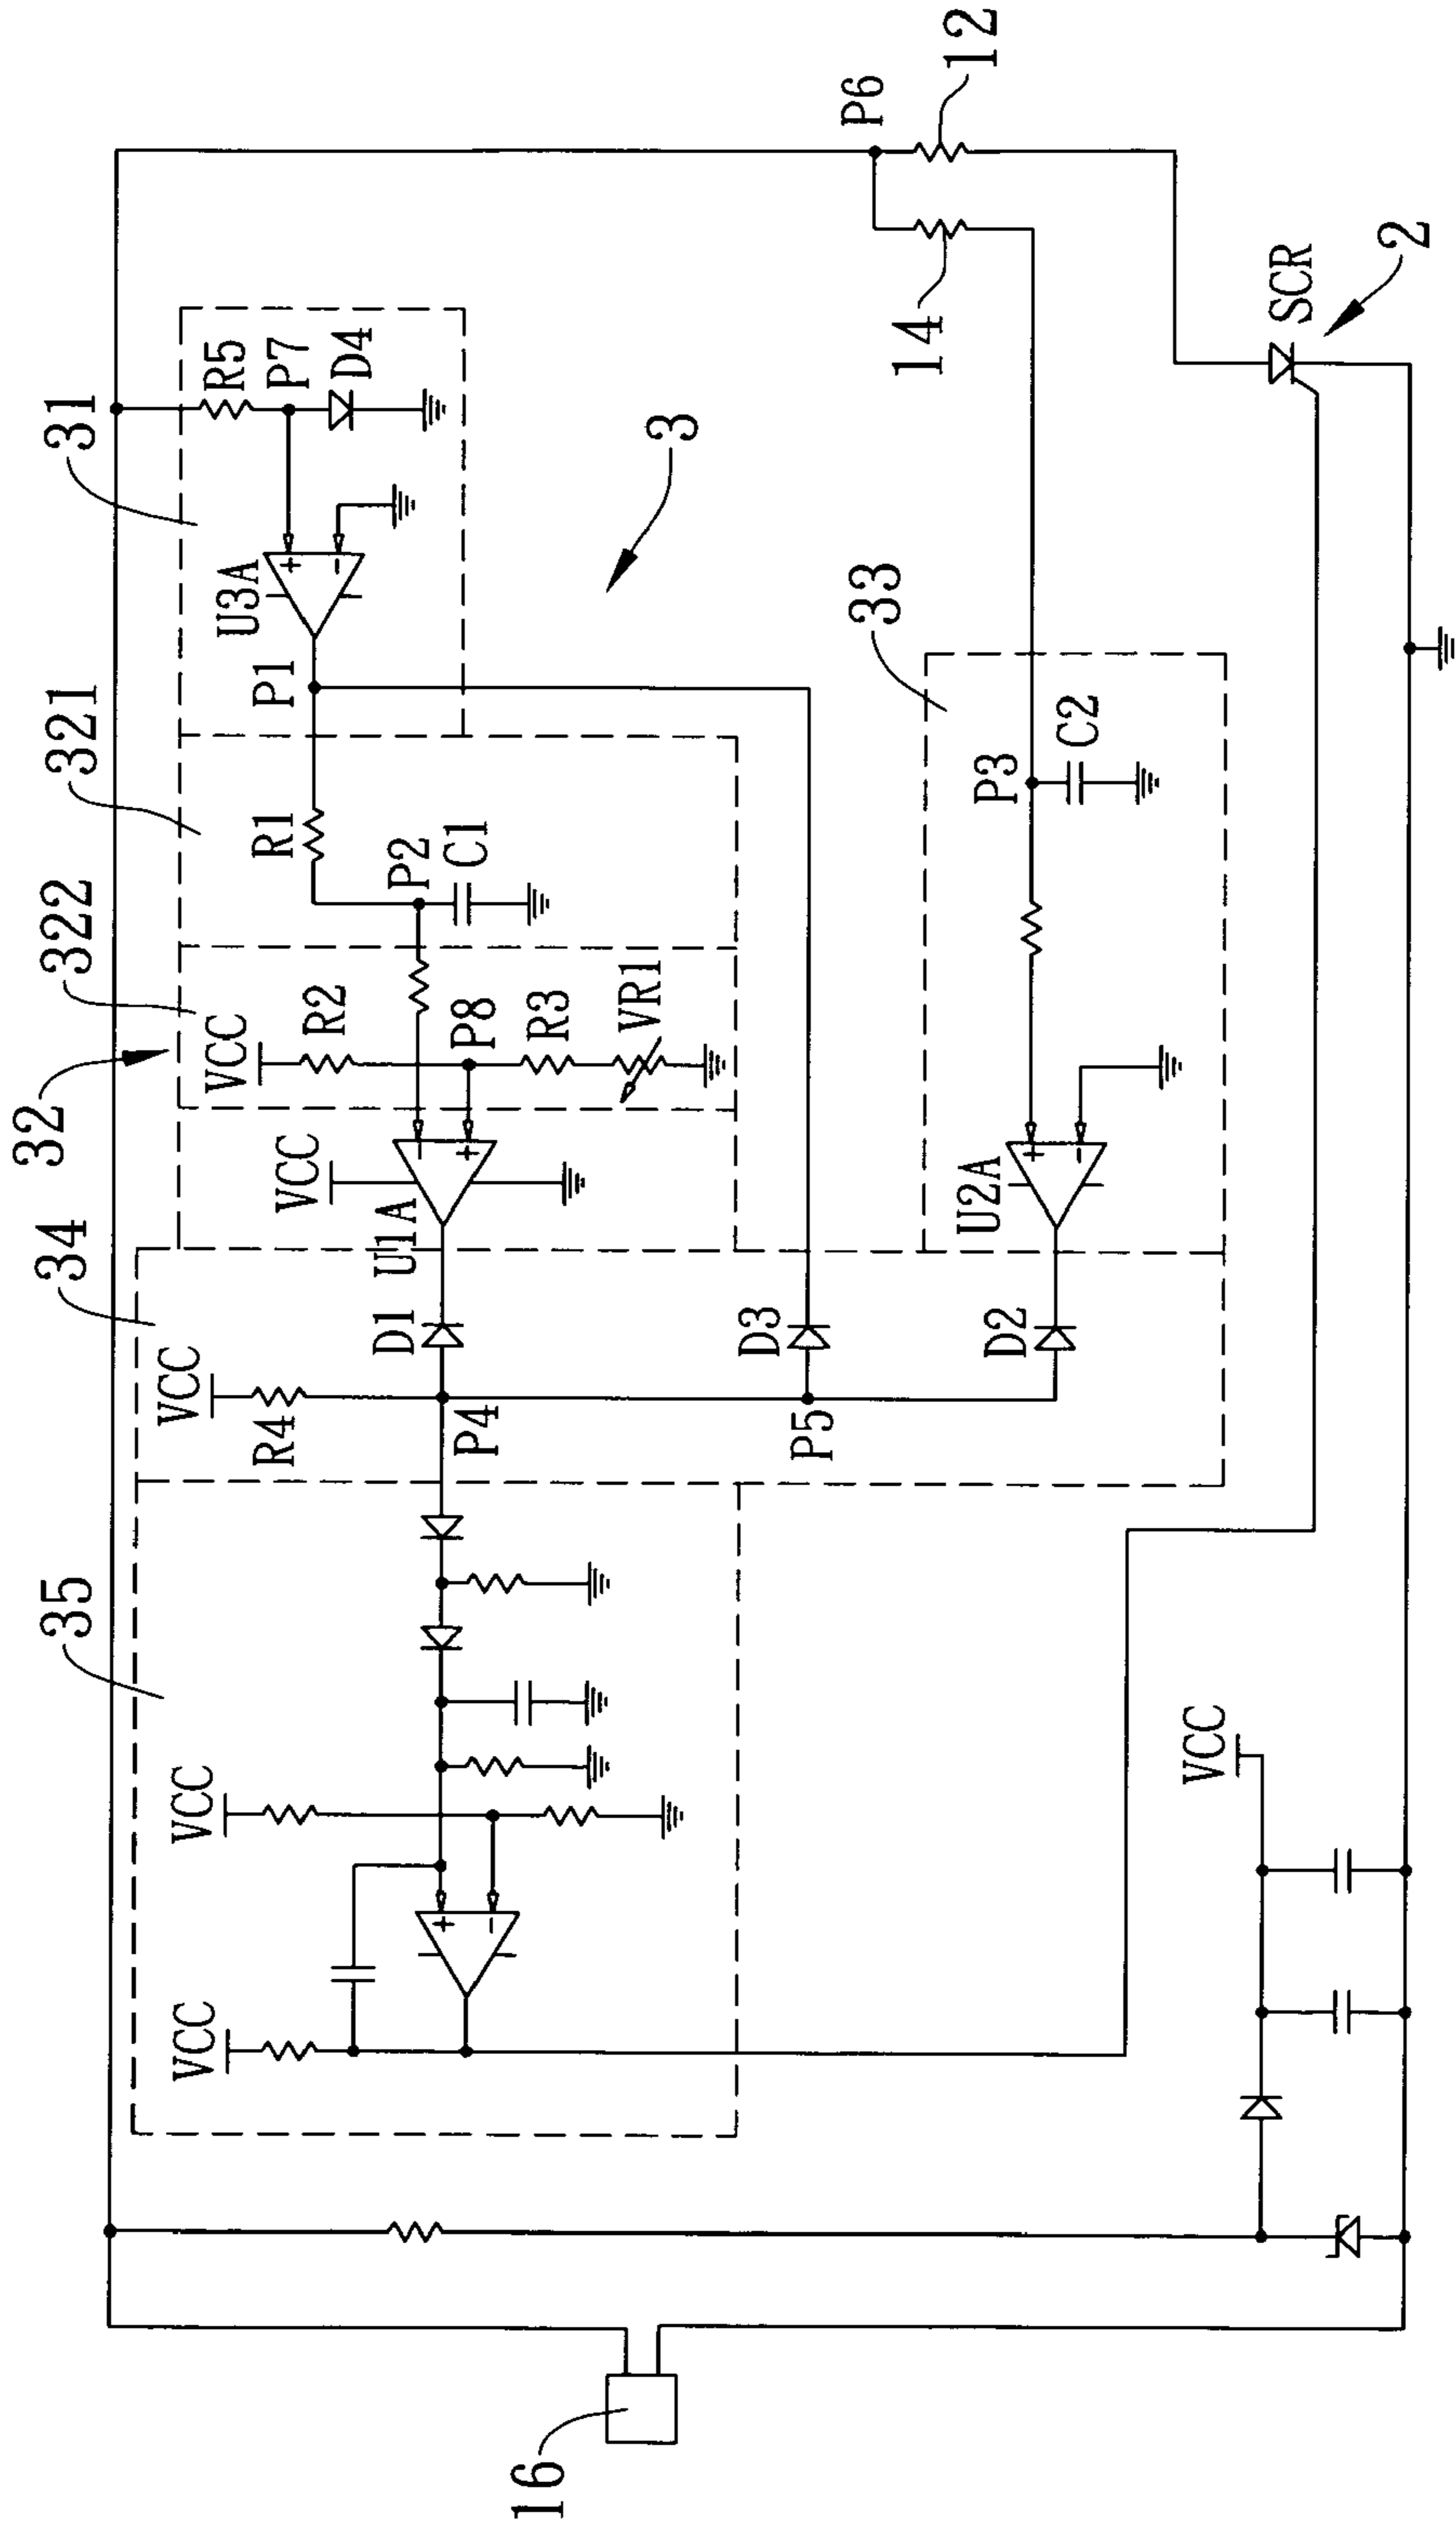 P6
12
14
SCR
2
31
R5
P7
D4
U3A
P1
3
321
R1
P2
C1
33
P3
C2
322
32
VCC
R2
P8
R3
VR1
VCC
+
-
+
-
+
-
U1A
U2A
34
VCC
R4
D1
P4
D3
P5
D2
35
VCC
VCC
+
-
VCC
16